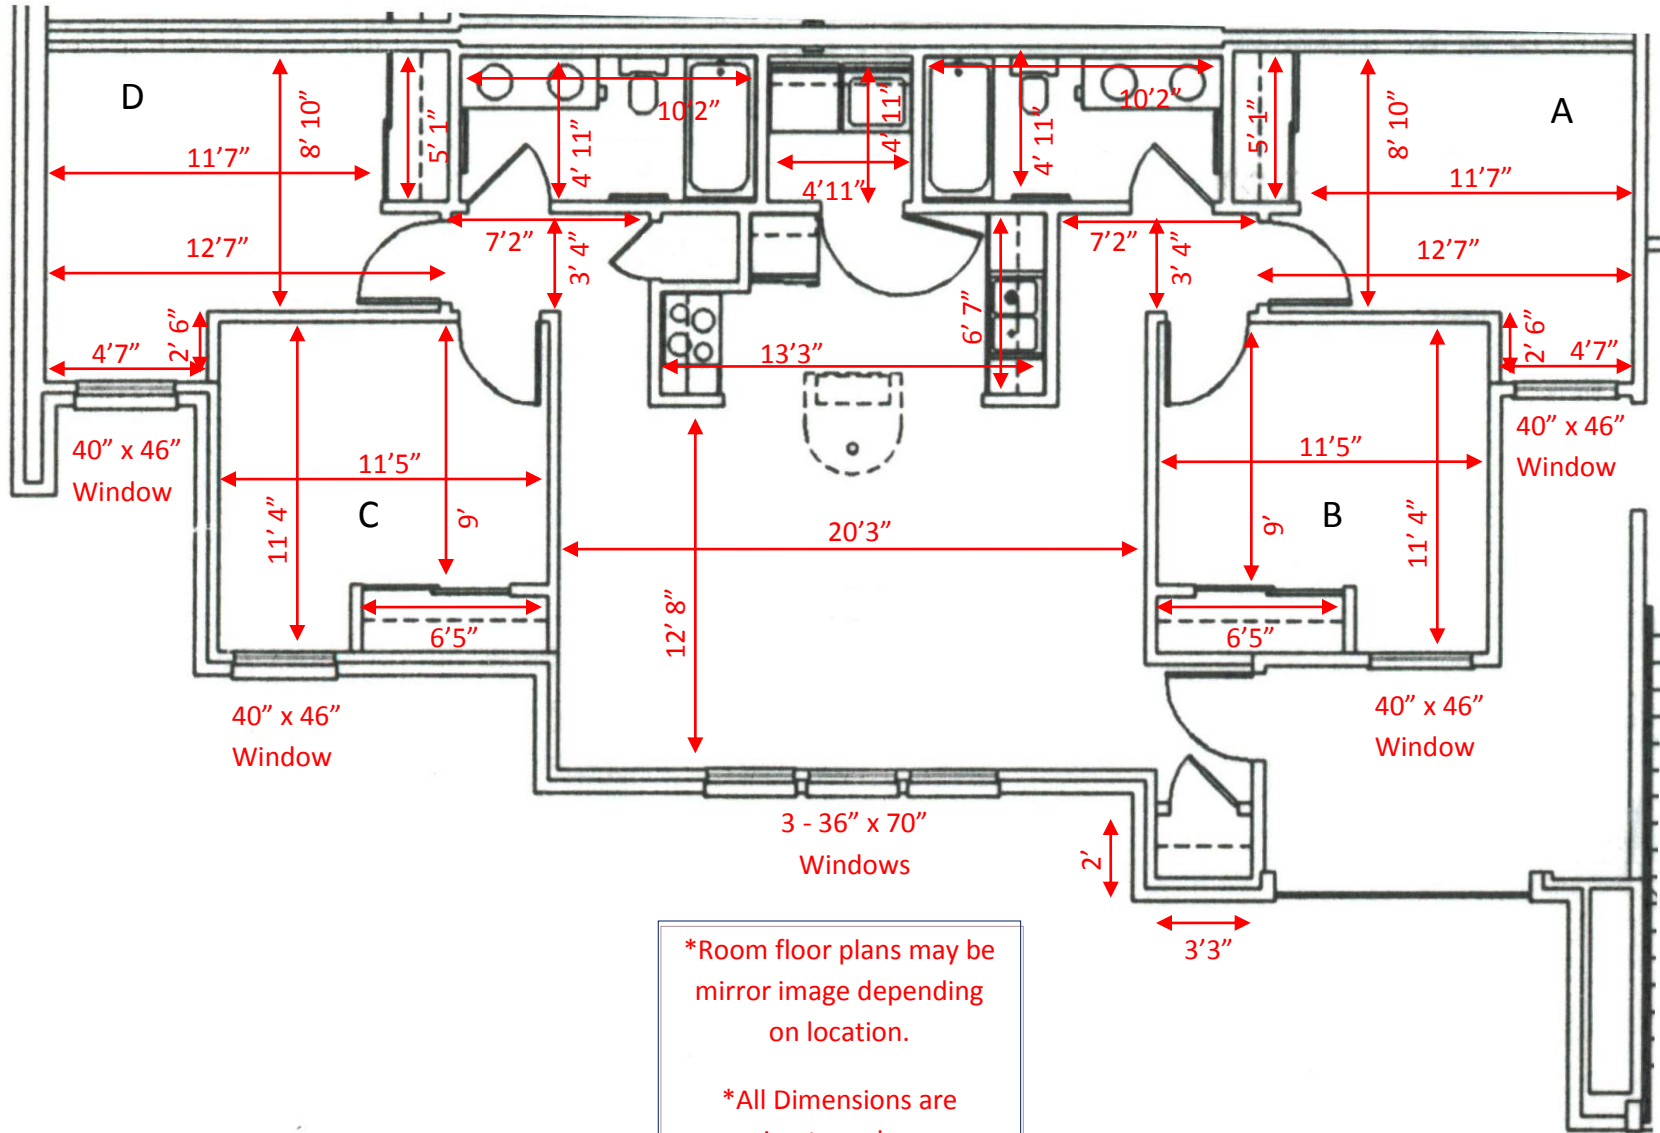 D
A
8’ 10”
5’ 1”
4’ 11”
10’2”
4’ 11”
4’11”
4’ 11’
10’2”
5’ 1”
8’ 10”
11’7”
11’7”
12’7”
7’2”
3’ 4”
7’2”
3’ 4”
12’7”
2’ 6”
4’7”
13’3”
6’ 7”
2’ 6”
4’7”
40” x 46”
Window
40” x 46”
Window
11’5”
C
9’
11’ 4”
6’5”
20’3”
12’ 8”
11’5”
B
9’
11’ 4”
6’5”
40” x 46”
Window
40” x 46”
Window
3 - 36” x 70”
Windows
2’
3’3”
*Room floor plans may be
mirror image depending
on location.
*All Dimensions are